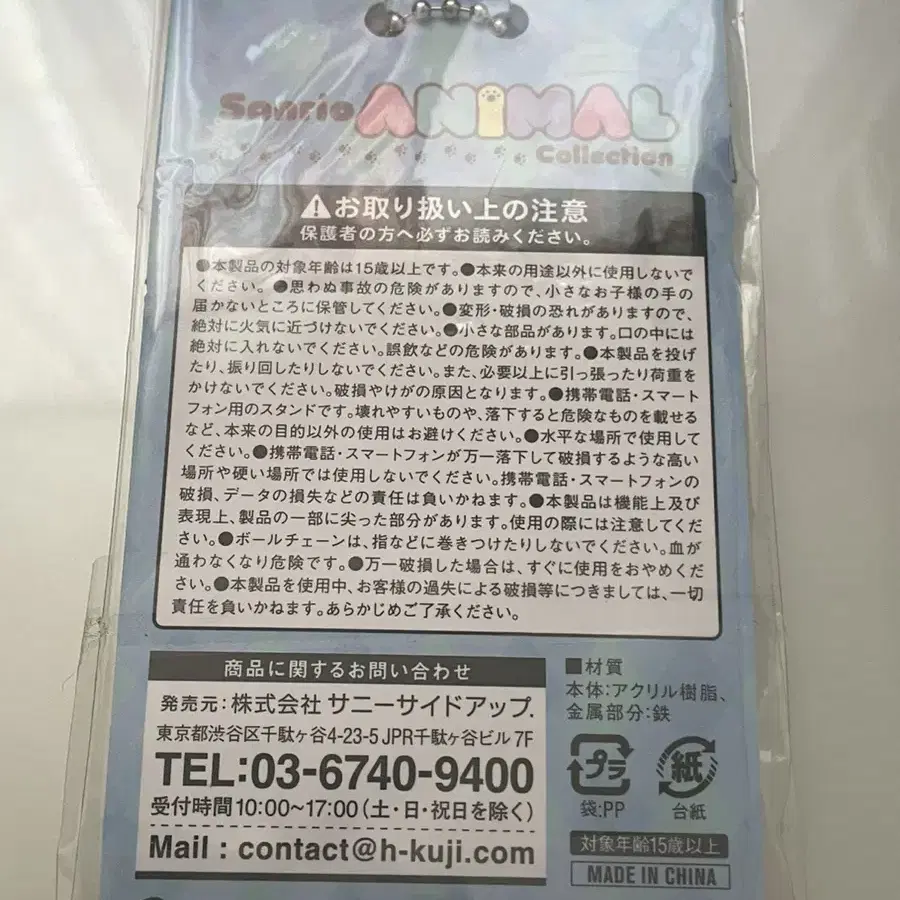 Sanrio ANIMAL
Collection
⚠お取り扱い上の注意
保護者の方へ必ずお読みください。
●本製品の対象年齢は15歳以上です。●本来の用途以外に使用しないで
ください。●思わぬ事故の危険がありますので、小さなお子様の手の
届かないところに保管してください。●変形・破損の恐れがありますので、
絶対に火気に近づけないでください。●小さな部品があります。口の中には
絶対に入れないでください。誤飲などの危険があります。●本製品を投げ
たり、振り回したりしないでください。また、必要以上に引っ張ったり荷重を
かけないでください。破損やけがの原因となります。●携帯電話・スマート
フォン用のスタンドです。壊れやすいものや、落下すると危険なものを載せる
など、本来の目的以外の使用はお避けください。●水平な場所で使用して
ください。●携帯電話・スマートフォンが万一落下して破損するような高い
場所や硬い場所では使用しないでください。携帯電話・スマートフォンの
破損、データの損失などの責任は負いかねます。●本製品は機能上及び
表現上、製品の一部に尖った部分があります。使用の際には注意してくだ
さい。●ボールチェーンは、指などに巻きつけたりしないでください。血が
通わなくなり危険です。●万一破損した場合は、すぐに使用をおやめくだ
さい。●本製品を使用中、お客様の過失による破損等につきましては、一切
責任を負いかねます。あらかじめご了承ください。
商品に関するお問い合わせ
発売元:株式会社 サニーサイドアップ.
東京都渋谷区千駄ヶ谷4-23-5 JPR千駄ヶ谷ビル 7F
TEL:03-6740-9400
受付時間 10:00〜17:00(土・日・祝日を除く)
Mail : contact@h-kuji.com
■材質
本体:アクリル樹脂、
金属部分:鉄
プラ
袋:PP
紙
台紙
対象年齢15歳以上
MADE IN CHINA